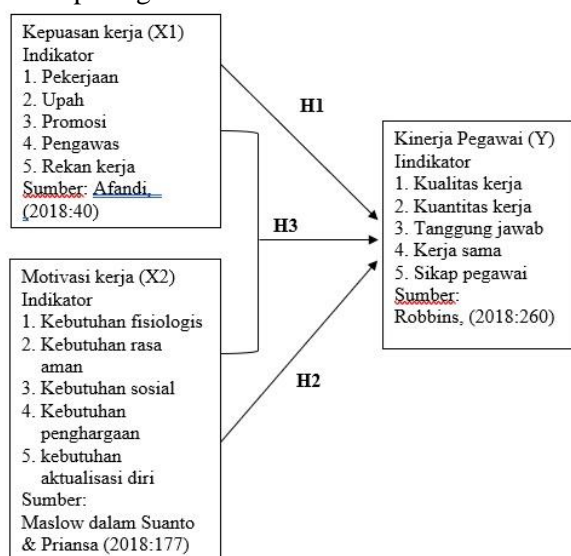 Kepuasan kerja (X1)
Indikator
1. Pekerjaan
2. Upah
3. Promosi
4. Pengawas
5. Rekan kerja
Sumber: Afandi,
(2018:40)
H1
H3
H2
Motivasi kerja (X2)
Indikator
1. Kebutuhan fisiologis
2. Kebutuhan rasa
aman
3. Kebutuhan sosial
4. Kebutuhan
penghargaan
5. kebutuhan
aktualisasi diri
Sumber:
Maslow dalam Suanto
& Priansa (2018:177)
Kinerja Pegawai (Y)
Iindikator
1. Kualitas kerja
2. Kuantitas kerja
3. Tanggung jawab
4. Kerja sama
5. Sikap pegawai
Sumber:
Robbins, (2018:260)